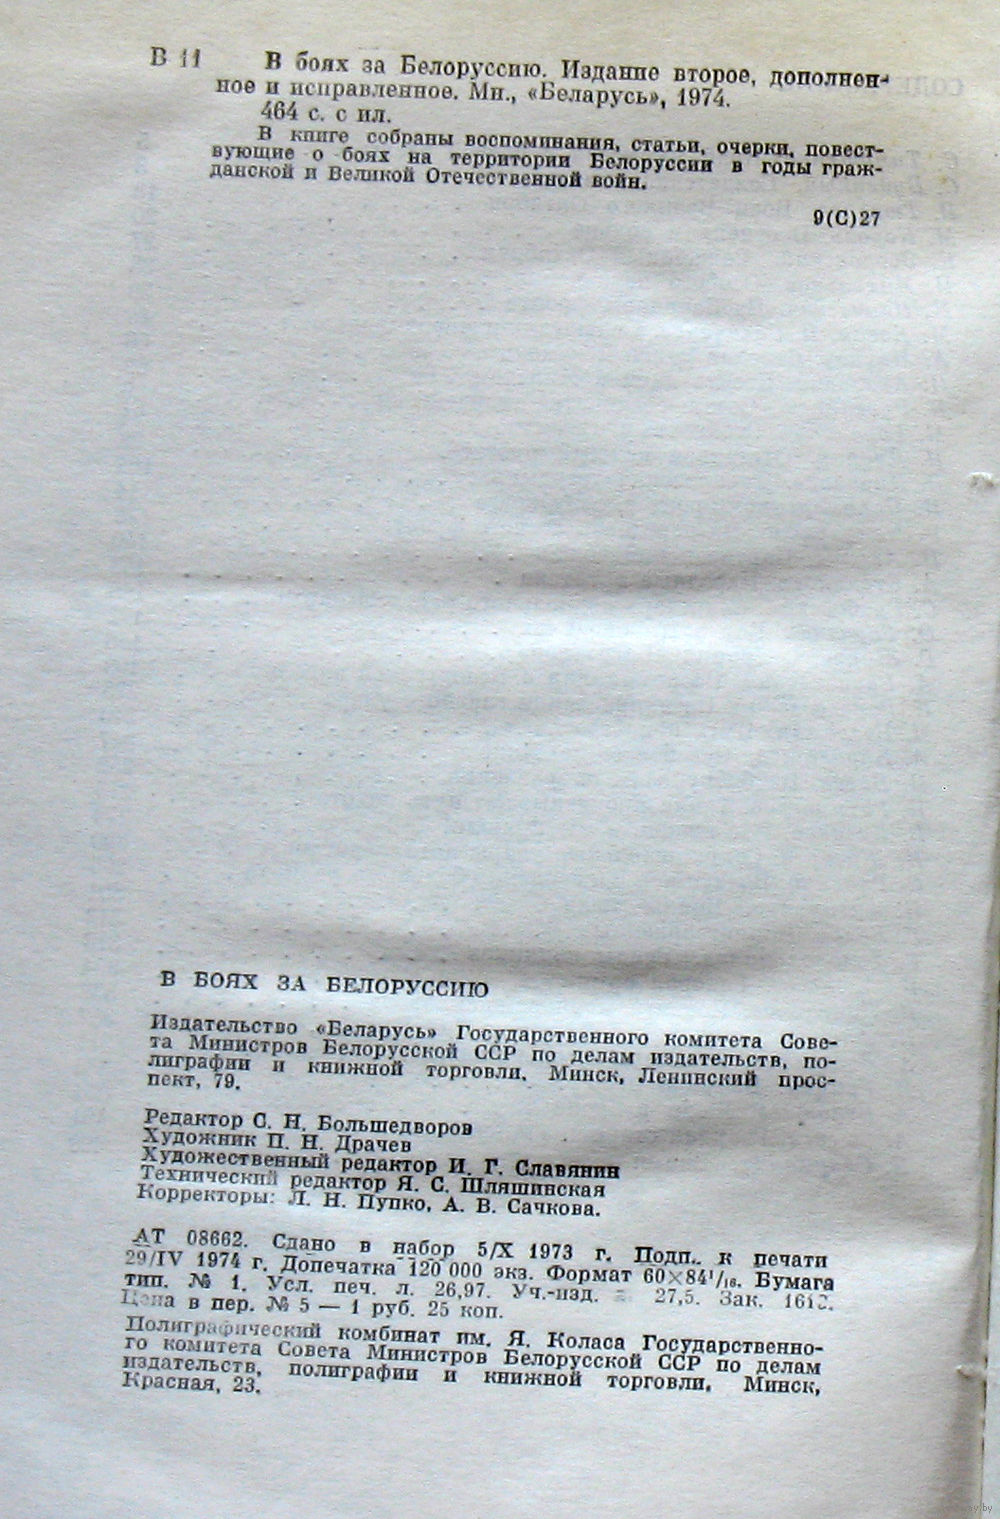 В 11 В боях за Белоруссию. Издание второе, дополнен-
ное и исправленное. Мн., «Беларусь», 1974.
464 с. с ил.
В книге собраны воспоминания, статьи, очерки, повест-
вующие о боях на территории Белоруссии в годы граж-
данской и Великой Отечественной войн.
9(С)27
В БОЯХ ЗА БЕЛОРУССИЮ
Издательство «Беларусь» Государственного комитета Сове-
та Министров Белорусской ССР по делам издательств, по-
лиграфии и книжной торговли. Минск, Ленинский прос-
пект, 79.
Редактор С. Н. Большедворов
Художник П. Н. Драчев
Художественный редактор И. Г. Славянин
Технический редактор Я. С. Шляшинская
Корректоры: Л. Н. Пупко, А. В. Сачкова.
АТ 08662. Сдано в набор 5/X 1973 г. Подп. к печати
29/IV 1974 г. Допечатка 120 000 экз. Формат 60×84¹/₁₆. Бумага
тип. № 1. Усл. печ. л. 26,97. Уч.-изд. 27,5. Зак.
Цена в пер. № 5 — 1 руб. 25 коп.
Полиграфический комбинат им. Я. Коласа Государственно-
го комитета Совета Министров Белорусской ССР по делам
издательств, полиграфии и книжной торговли. Минск,
Красная, 23.